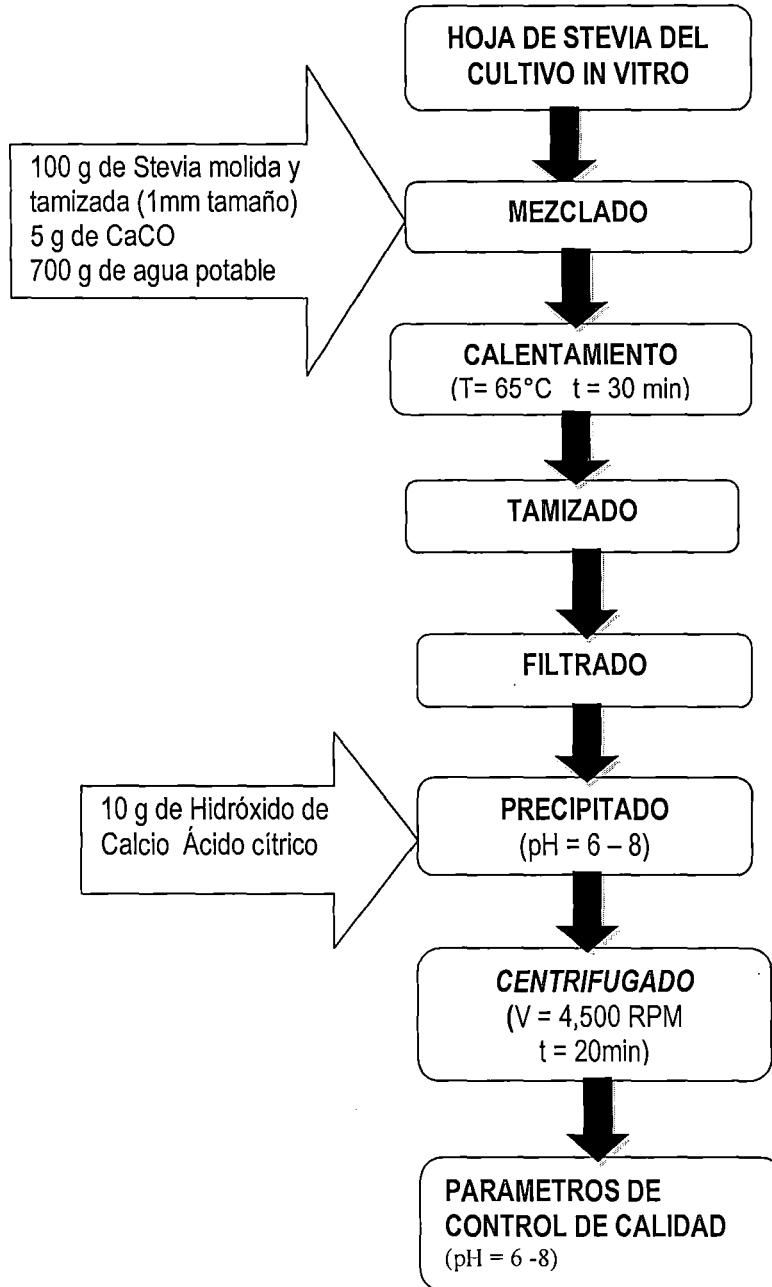 HOJA DE STEVIA DEL
CULTIVO IN VITRO
100 g de Stevia molida y
tamizada (1mm tamaño)
5 g de CaCO
700 g de agua potable
MEZCLADO
CALENTAMIENTO
(T= 65°C t = 30 min)
TAMIZADO
FILTRADO
10 g de Hidróxido de
Calcio Ácido cítrico
PRECIPITADO
(pH = 6 – 8)
CENTRIFUGADO
(V = 4,500 RPM
t = 20min)
PARAMETROS DE
CONTROL DE CALIDAD
(pH = 6 -8)